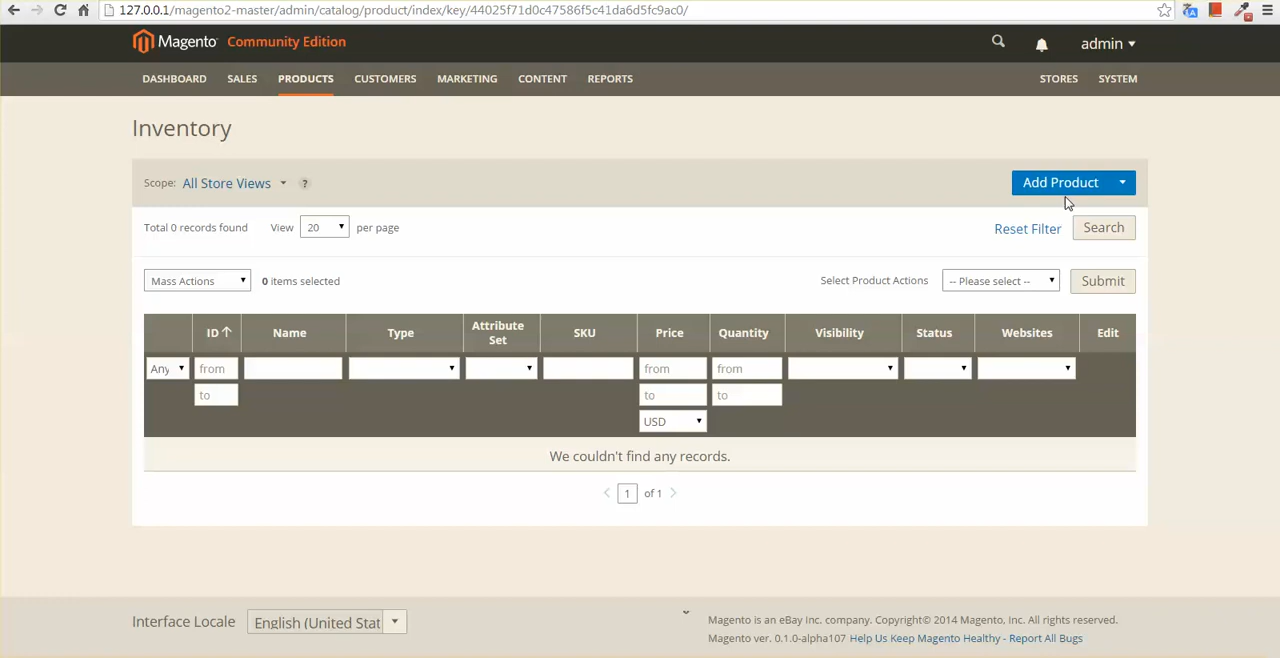 127.0.0.1/magento2-master/admin/catalog/product/index/key/44025f71d0c47586f5c41da6d5fc9ac0/
Magento Community Edition admin
DASHBOARD SALES PRODUCTS CUSTOMERS MARKETING CONTENT REPORTS STORES SYSTEM
Inventory
Scope: All Store Views ? Add Product
Total 0 records found View 20 per page Reset Filter Search
Mass Actions 0 items selected Select Product Actions -- Please select -- Submit
ID Name Type Attribute Set SKU Price Quantity Visibility Status Websites Edit
Any from from from
to to to
USD
We couldn't find any records.
1 of 1
Interface Locale English (United Stat
Magento is an eBay Inc. company. Copyright© 2014 Magento, Inc. All rights reserved.
Magento ver. 0.1.0-alpha107 Help Us Keep Magento Healthy - Report All Bugs